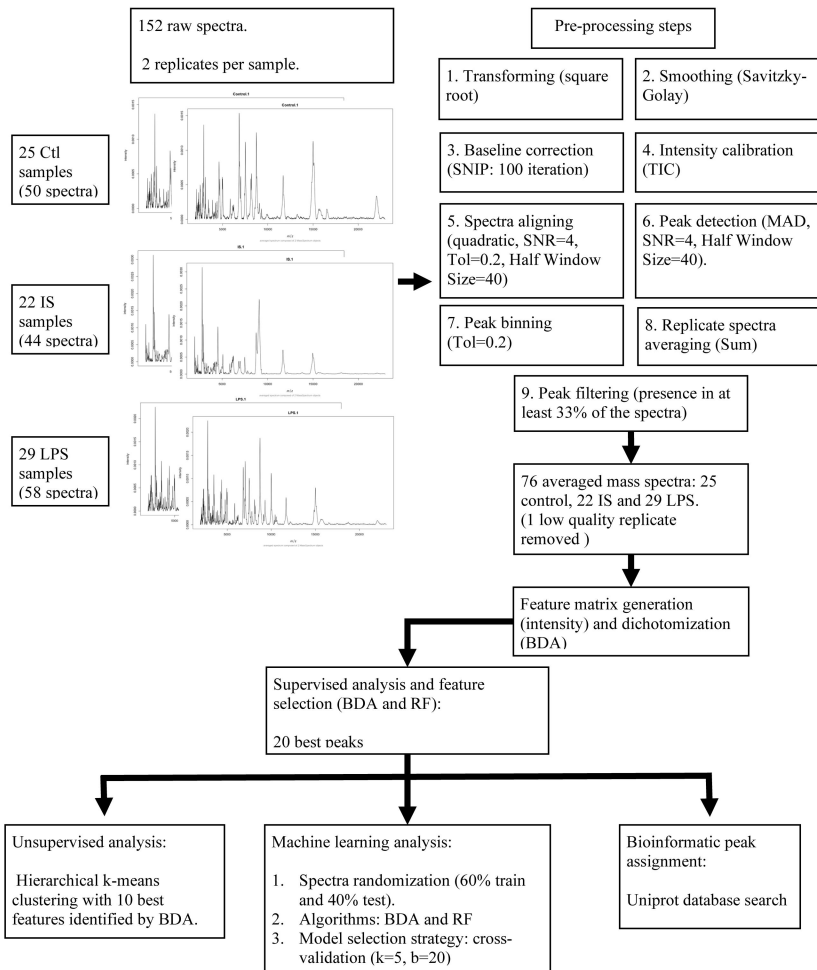 152 raw spectra.
2 replicates per sample.
Pre-processing steps
1. Transforming (square
root)
2. Smoothing (Savitzky-
Golay)
3. Baseline correction
(SNIP: 100 iteration)
4. Intensity calibration
(TIC)
5. Spectra aligning
(quadratic, SNR=4,
Tol=0.2, Half Window
Size=40)
6. Peak detection (MAD,
SNR=4, Half Window
Size=40).
7. Peak binning
(Tol=0.2)
8. Replicate spectra
averaging (Sum)
9. Peak filtering (presence in at
least 33% of the spectra)
25 Ctl
samples
(50 spectra)
Control.1
Control.1
22 IS
samples
(44 spectra)
IS.1
IS.1
29 LPS
samples
(58 spectra)
LPS.1
LPS.1
76 averaged mass spectra: 25
control, 22 IS and 29 LPS.
(1 low quality replicate
removed )
Feature matrix generation
(intensity) and dichotomization
(BDA)
Supervised analysis and feature
selection (BDA and RF):
20 best peaks
Unsupervised analysis:
Hierarchical k-means
clustering with 10 best
features identified by BDA.
Machine learning analysis:
1. Spectra randomization (60% train
and 40% test).
2. Algorithms: BDA and RF
3. Model selection strategy: cross-
validation (k=5, b=20)
Bioinformatic peak
assignment:
Uniprot database search